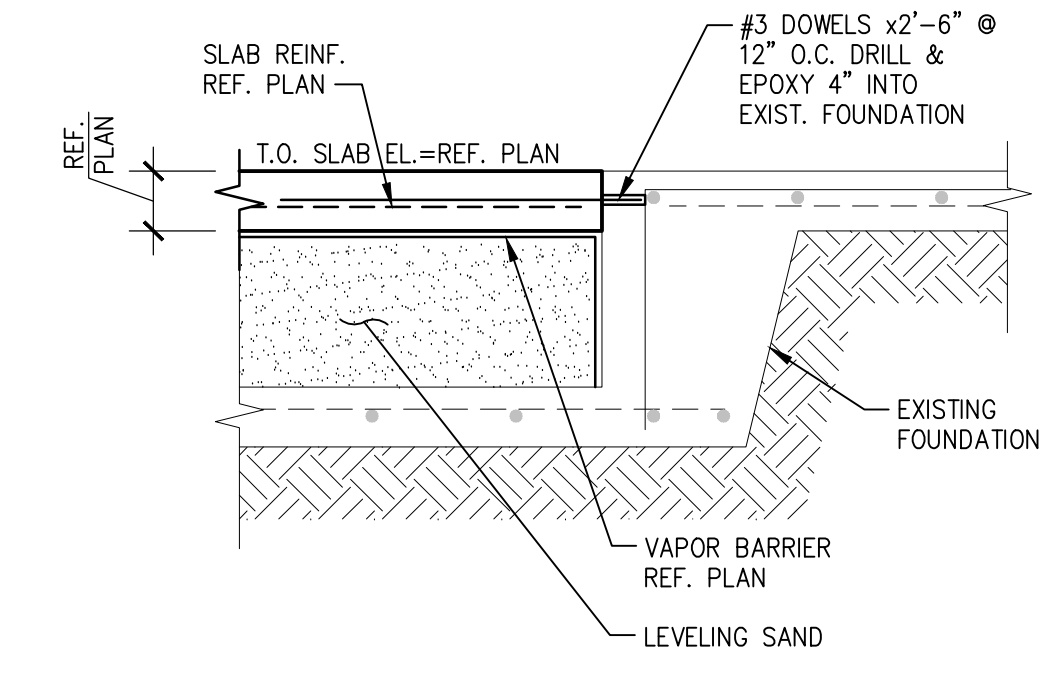 #3 DOWELS x2'-6" @
12" O.C. DRILL &
EPOXY 4" INTO
EXIST. FOUNDATION
SLAB REINF.
REF. PLAN
REF.
PLAN
T.O. SLAB EL.=REF. PLAN
EXISTING
FOUNDATION
VAPOR BARRIER
REF. PLAN
LEVELING SAND